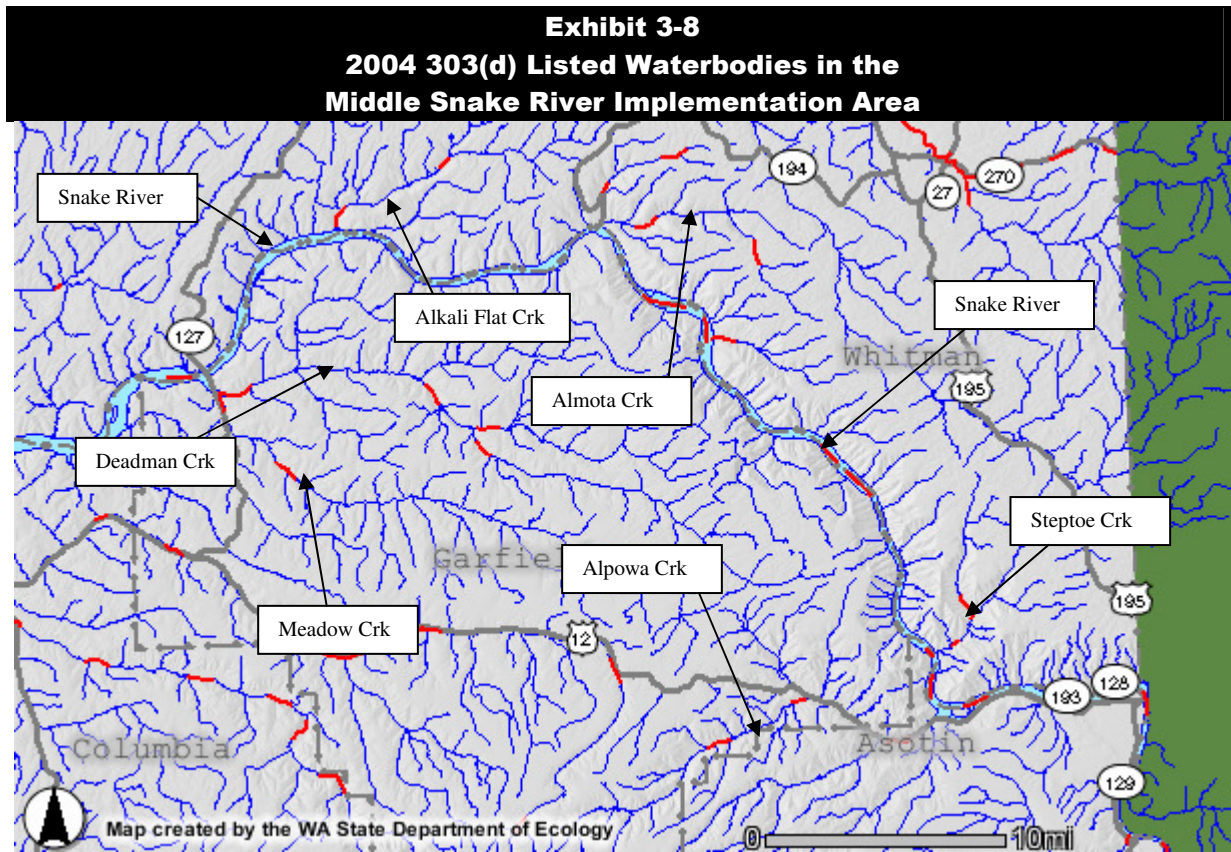 Exhibit 3-8
2004 303(d) Listed Waterbodies in the
Middle Snake River Implementation Area
194
27
270
Snake River
Alkali Flat Crk
Snake River
127
Whitman
195
Almota Crk
Deadman Crk
Steptoe Crk
Garfiel
Alpowa Crk
195
Meadow Crk
12
193
128
Columbia
Asotin
129
Map created by the WA State Department of Ecology
0 10mi